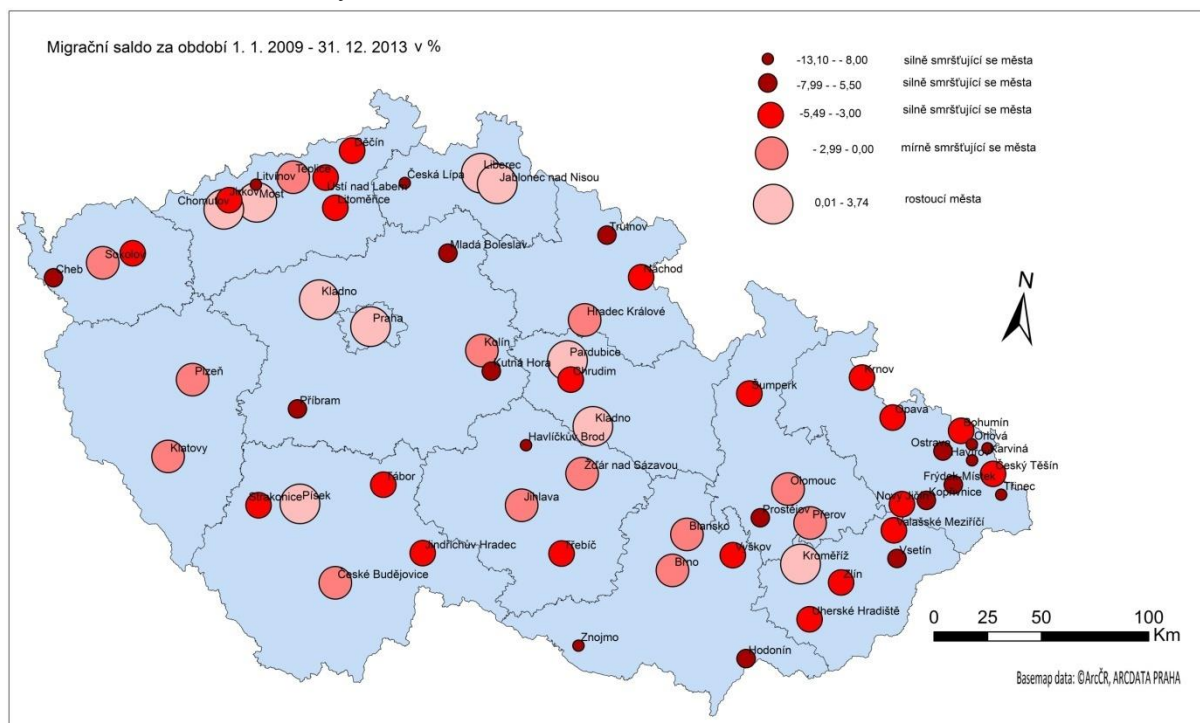 Migrační saldo za období 1. 1. 2009 - 31. 12. 2013 v %
-13,10 - - 8,00 silně smršťující se města
-7,99 - - 5,50 silně smršťující se města
-5,49 - -3,00 silně smršťující se města
- 2,99 - 0,00 mírně smršťující se města
0,01 - 3,74 rostoucí města
N
Děčín
Teplice
Litvínov
Ústí nad Labem
Jirkov
Most
Chomutov
Litoměřice
Česká Lípa
Liberec
Jablonec nad Nisou
Trutnov
Mladá Boleslav
Sokolov
Cheb
Náchod
Kladno
Praha
Hradec Králové
Kolín
Kutná Hora
Pardubice
Chrudim
Plzeň
Příbram
Klatovy
Kladno
Havlíčkův Brod
Žďár nad Sázavou
Šumperk
Krnov
Opava
Bohumín
Orlová
Karviná
Ostrava
Havířov
Český Těšín
Frýdek-Místek
Třinec
Nový Jičín
Kopřivnice
Valašské Meziříčí
Vsetín
Tábor
Strakonice
Písek
Jihlava
Olomouc
Prostějov
Přerov
Blansko
Brno
Vyškov
Kroměříž
Zlín
Uherské Hradiště
Jindřichův Hradec
Třebíč
České Budějovice
Znojmo
Hodonín
0 25 50 100
Km
Basemap data: ©ArcČR, ARCDATA PRAHA